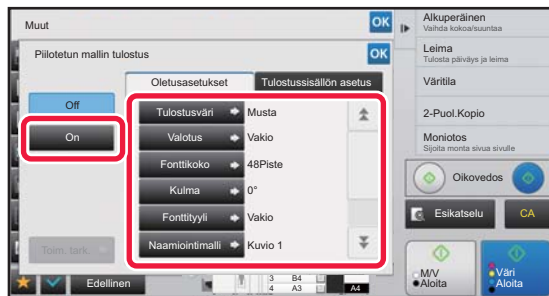 Muut
OK
Piilotetun mallin tulostus
OK
Oletusasetukset
Tulostussisällön asetus
Off
On
Tulostusväri
Musta
Valotus
Vakio
Fonttikoko
48Piste
Kulma
0°
Fonttityyli
Vakio
Naamiointimalli
Kuvio 1
Toim. tark.
Edellinen
3 B4
4 A3
A4
Alkuperäinen
Vaihda kokoa/suuntaa
Leima
Tulosta päiväys ja leima
Väritila
2-Puol.Kopio
Moniotos
Sijoita monta sivua sivulle
Oikovedos
Esikatselu
CA
M/V
Aloita
Väri
Aloita